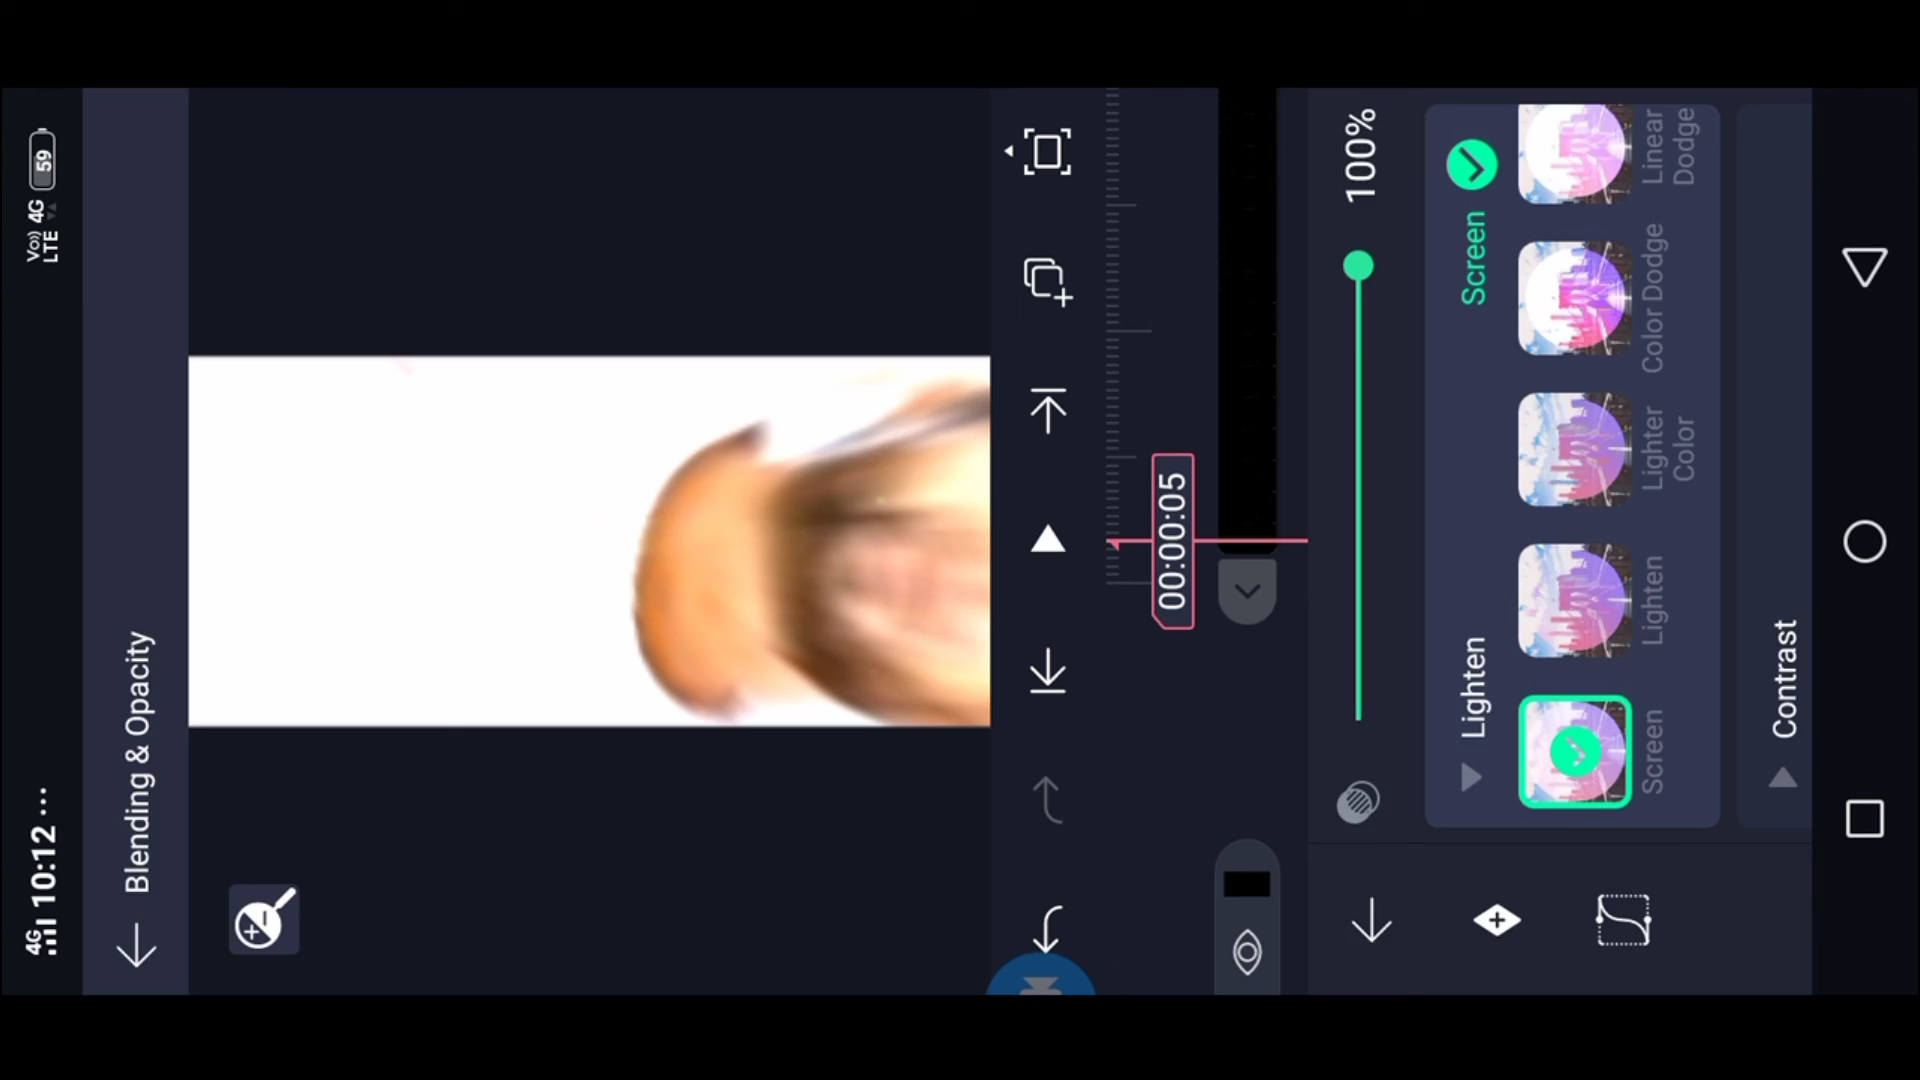 4G 10:12 ...
Vo)) 4G
LTE
59
Blending & Opacity
00:00:05
100%
Lighten
Screen
Screen
Lighten
Lighter
Color
Color Dodge
Linear
Dodge
Contrast